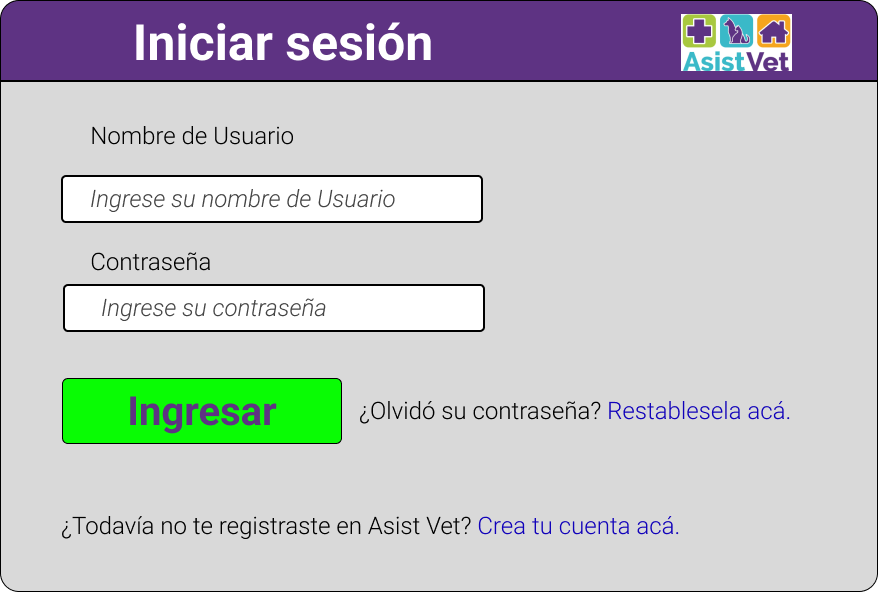 Iniciar sesión
AsistVet
Nombre de Usuario
Ingrese su nombre de Usuario
Contraseña
Ingrese su contraseña
Ingresar
¿Olvidó su contraseña? Restablesela acá.
¿Todavía no te registraste en Asist Vet? Crea tu cuenta acá.